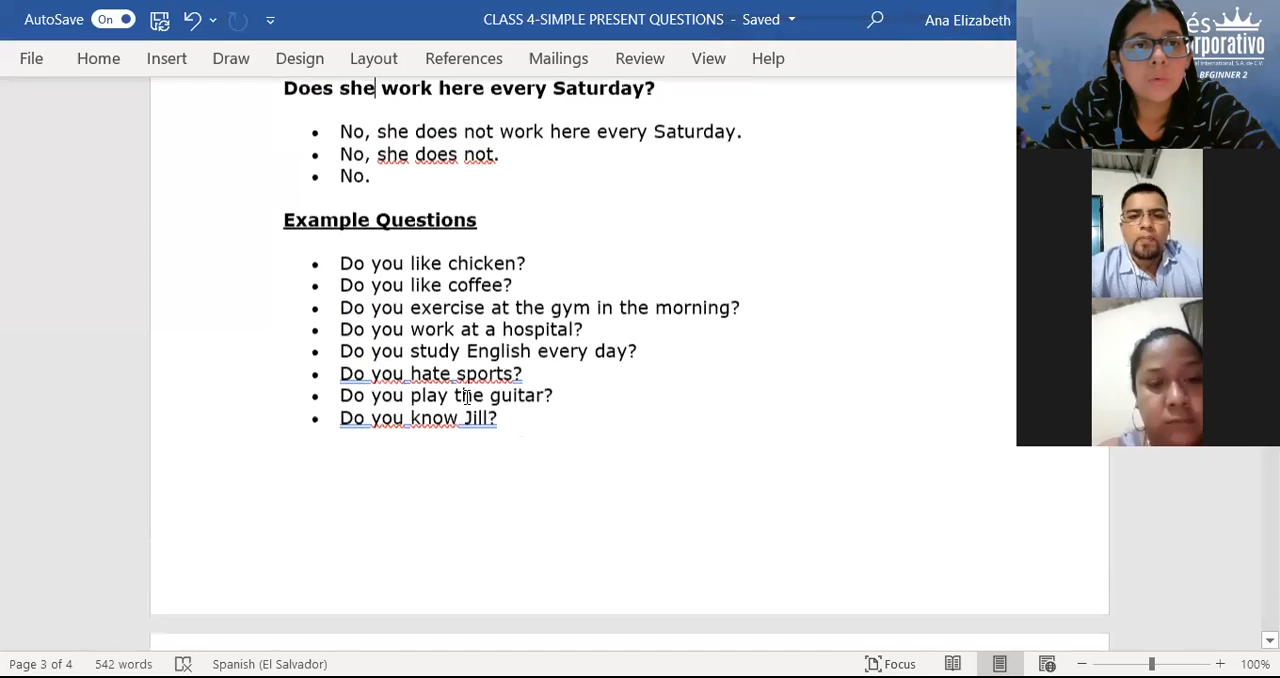 AutoSave On CLASS 4-SIMPLE PRESENT QUESTIONS - Saved Ana Elizabeth
File Home Insert Draw Design Layout References Mailings Review View Help
és
rporativo
BEGINNER 2
Does she work here every Saturday?
• No, she does not work here every Saturday.
• No, she does not.
• No.
Example Questions
• Do you like chicken?
• Do you like coffee?
• Do you exercise at the gym in the morning?
• Do you work at a hospital?
• Do you study English every day?
• Do you hate sports?
• Do you play the guitar?
• Do you know Jill?
Page 3 of 4 542 words Spanish (El Salvador) Focus 100%